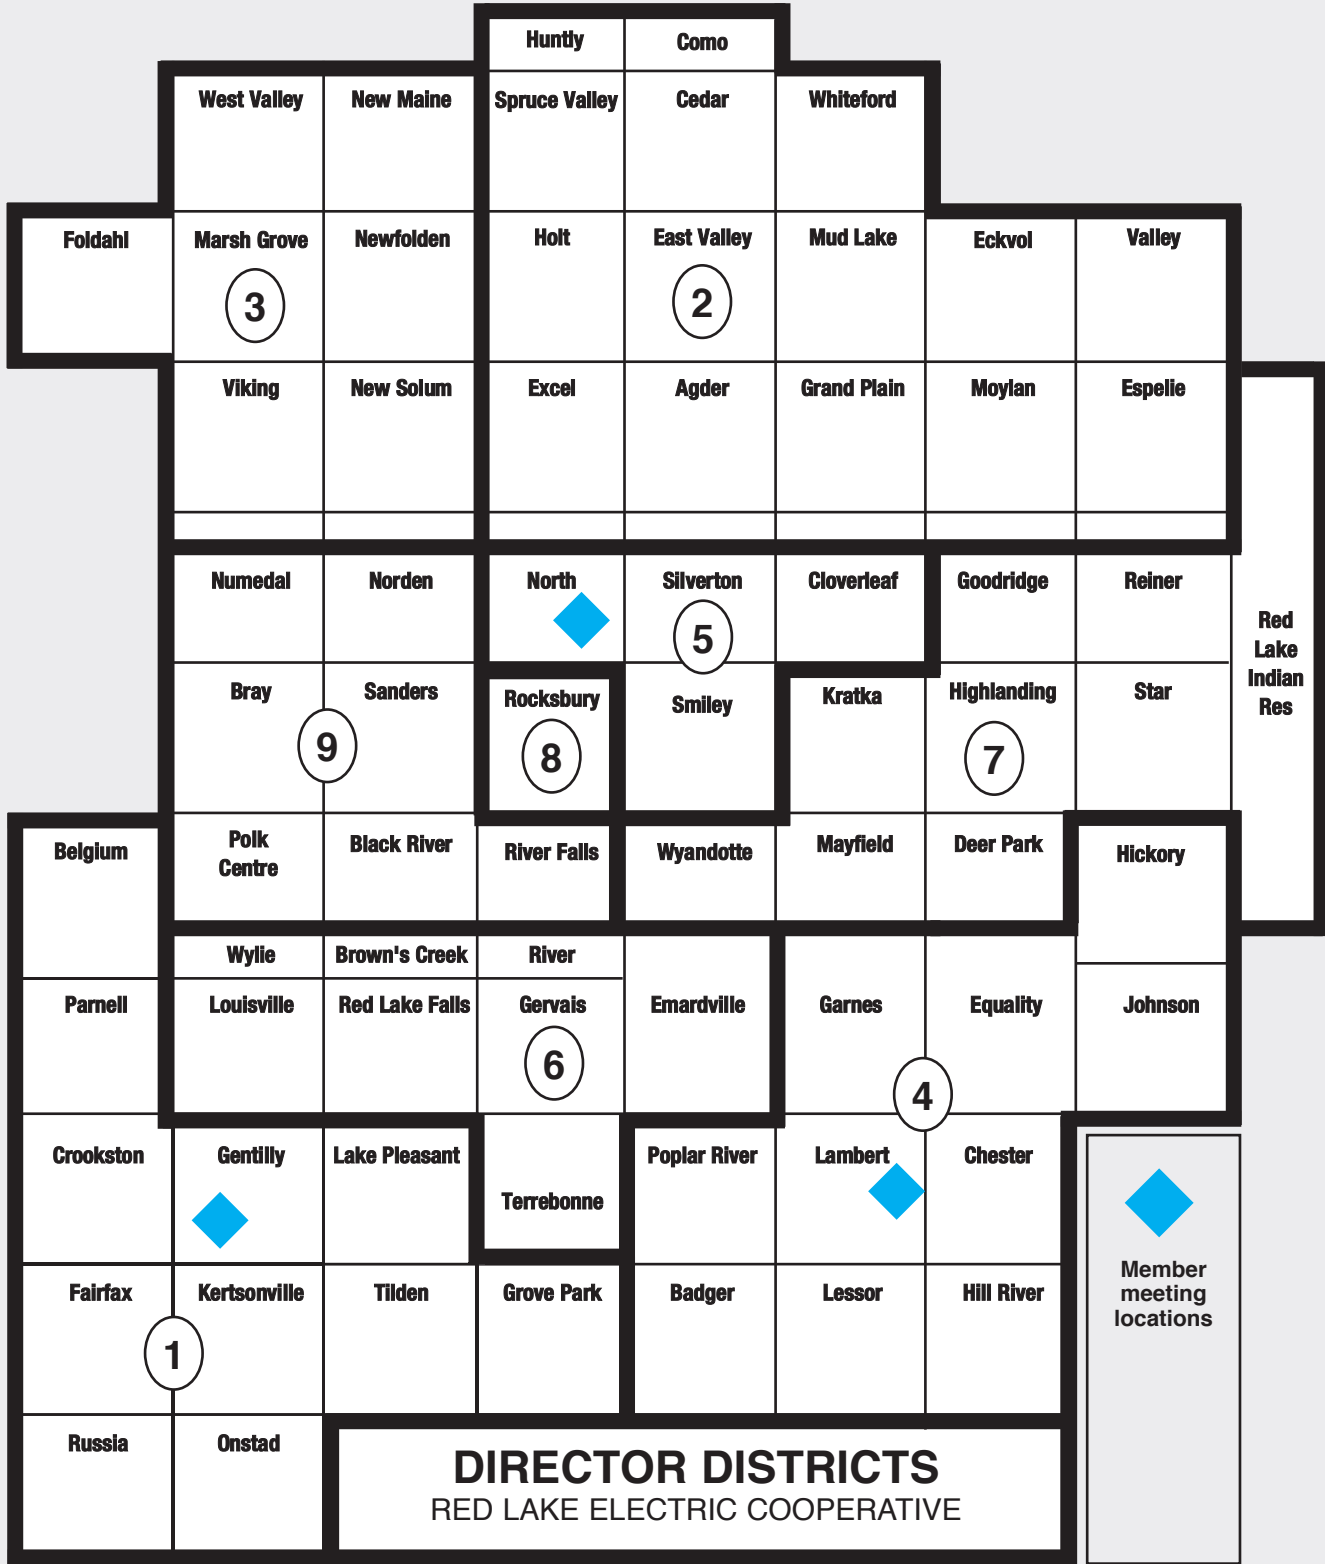 Huntly Como
West Valley New Maine Spruce Valley Cedar Whiteford
Foldahl Marsh Grove Newfolden Holt East Valley Mud Lake Eckvol Valley
3 2
Viking New Solum Excel Agder Grand Plain Moylan Espelie
Numedal Norden North Silverton Cloverleaf Goodridge Reiner
5
Red
Lake
Indian
Res
Bray Sanders Rocksbury Smiley Kratka Highlanding Star
9 8 7
Belgium Polk
Centre
Black River River Falls Wyandotte Mayfield Deer Park Hickory
Wylie Brown's Creek River
Parnell Louisville Red Lake Falls Gervais Emardville Garnes Equality Johnson
6 4
Crookston Gentilly Lake Pleasant Terrebonne Poplar River Lambert Chester
Fairfax Kertsonville Tilden Grove Park Badger Lessor Hill River
1
Member
meeting
locations
Russia Onstad
DIRECTOR DISTRICTS
RED LAKE ELECTRIC COOPERATIVE